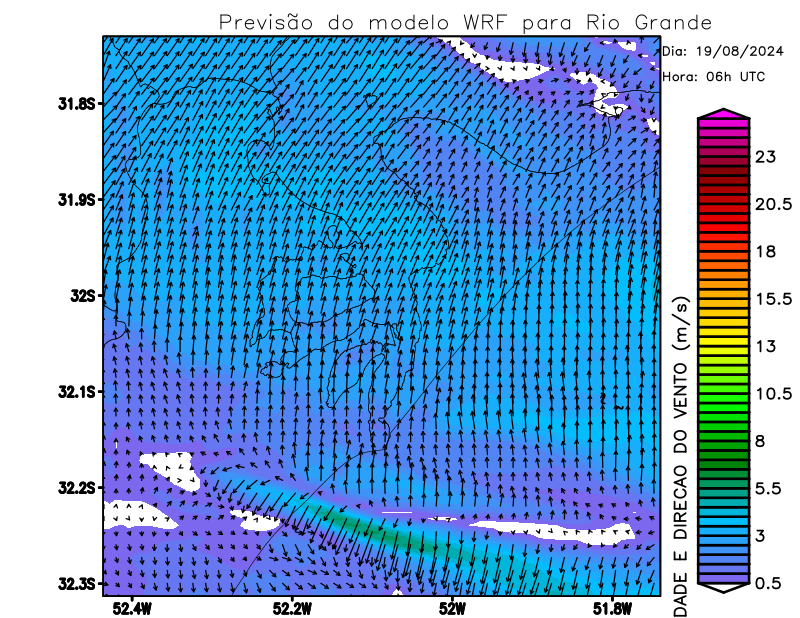 Previsão do modelo WRF para Rio Grande
Dia: 19/08/2024
Hora: 06h UTC
31.8S
31.9S
32S
32.1S
32.2S
32.3S
52.4W
52.2W
52W
51.8W
23
20.5
18
15.5
13
10.5
8
5.5
3
0.5
DADE E DIRECAO DO VENTO (m/s)